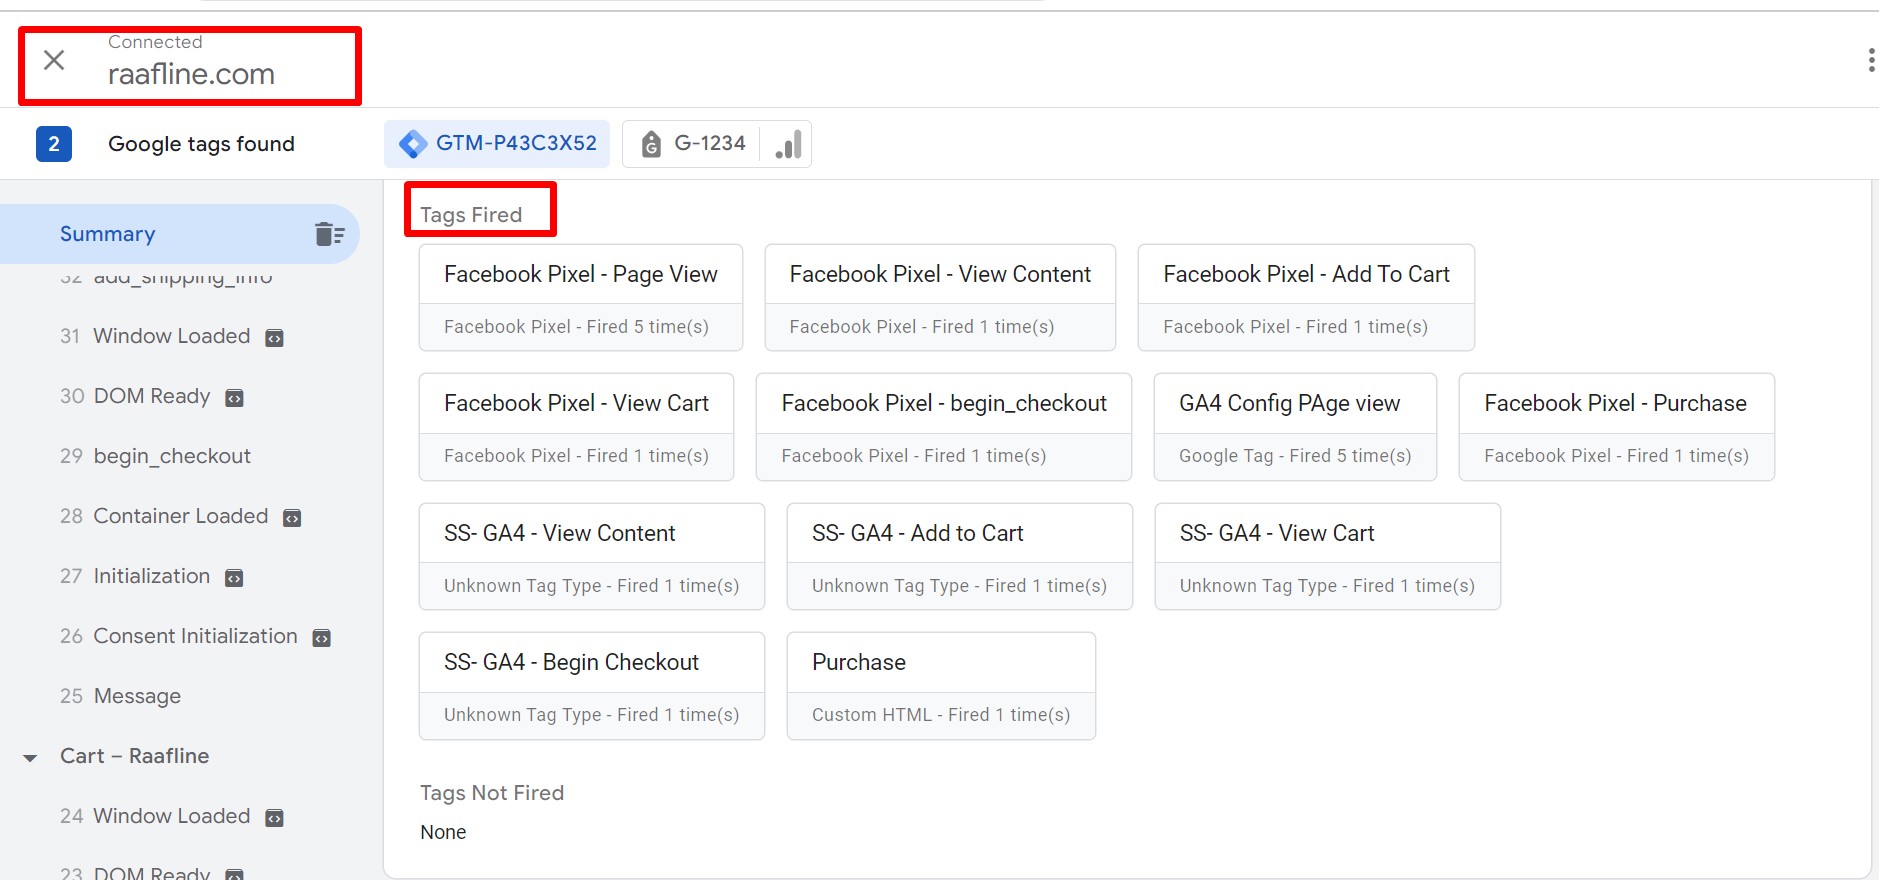 Connected
raafline.com
2 Google tags found GTM-P43C3X52 G-1234
Summary
32 add_shipping_info
31 Window Loaded
30 DOM Ready
29 begin_checkout
28 Container Loaded
27 Initialization
26 Consent Initialization
25 Message
Cart – Raafline
24 Window Loaded
23 DOM Ready
Tags Fired
Facebook Pixel - Page View
Facebook Pixel - Fired 5 time(s)
Facebook Pixel - View Content
Facebook Pixel - Fired 1 time(s)
Facebook Pixel - Add To Cart
Facebook Pixel - Fired 1 time(s)
Facebook Pixel - View Cart
Facebook Pixel - Fired 1 time(s)
Facebook Pixel - begin_checkout
Facebook Pixel - Fired 1 time(s)
GA4 Config PAge view
Google Tag - Fired 5 time(s)
Facebook Pixel - Purchase
Facebook Pixel - Fired 1 time(s)
SS- GA4 - View Content
Unknown Tag Type - Fired 1 time(s)
SS- GA4 - Add to Cart
Unknown Tag Type - Fired 1 time(s)
SS- GA4 - View Cart
Unknown Tag Type - Fired 1 time(s)
SS- GA4 - Begin Checkout
Unknown Tag Type - Fired 1 time(s)
Purchase
Custom HTML - Fired 1 time(s)
Tags Not Fired
None